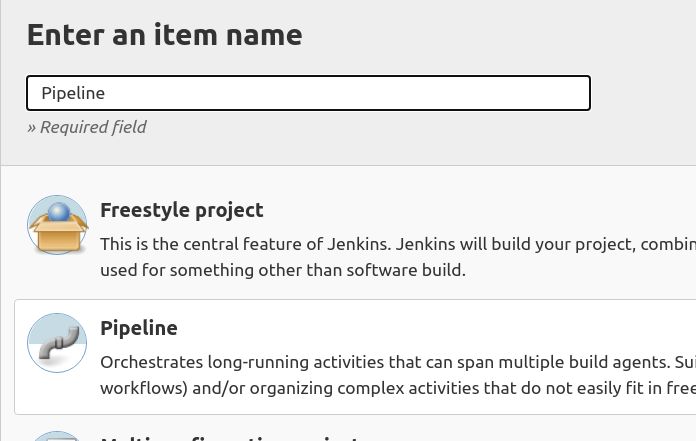 Enter an item name
Pipeline
» Required field
Freestyle project
This is the central feature of Jenkins. Jenkins will build your project, combin
used for something other than software build.
Pipeline
Orchestrates long-running activities that can span multiple build agents. Sui
workflows) and/or organizing complex activities that do not easily fit in free